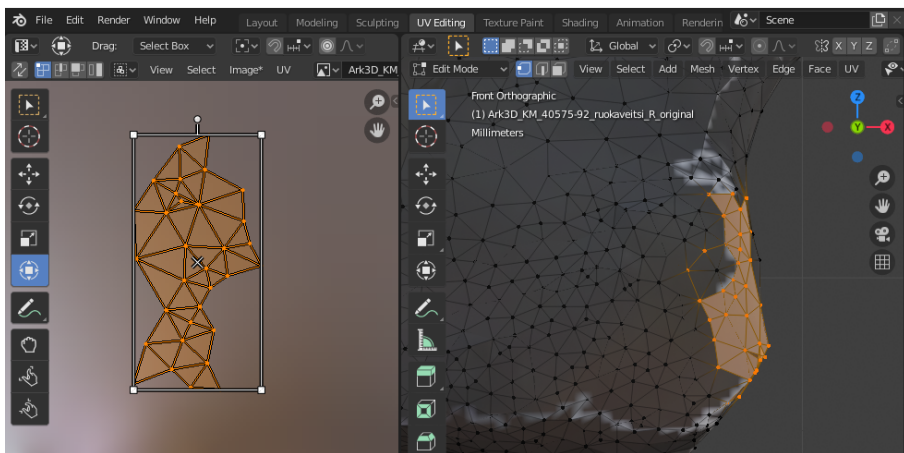 File Edit Render Window Help Layout Modeling Sculpting UV Editing Texture Paint Shading Animation Renderin Scene
Drag: Select Box Global X Y Z
View Select Image* UV Ark3D_KM Edit Mode View Select Add Mesh Vertex Edge Face UV
Front Orthographic
(1) Ark3D_KM_40575-92_ruokaveitsi_R_original
Millimeters
Z
Y
X